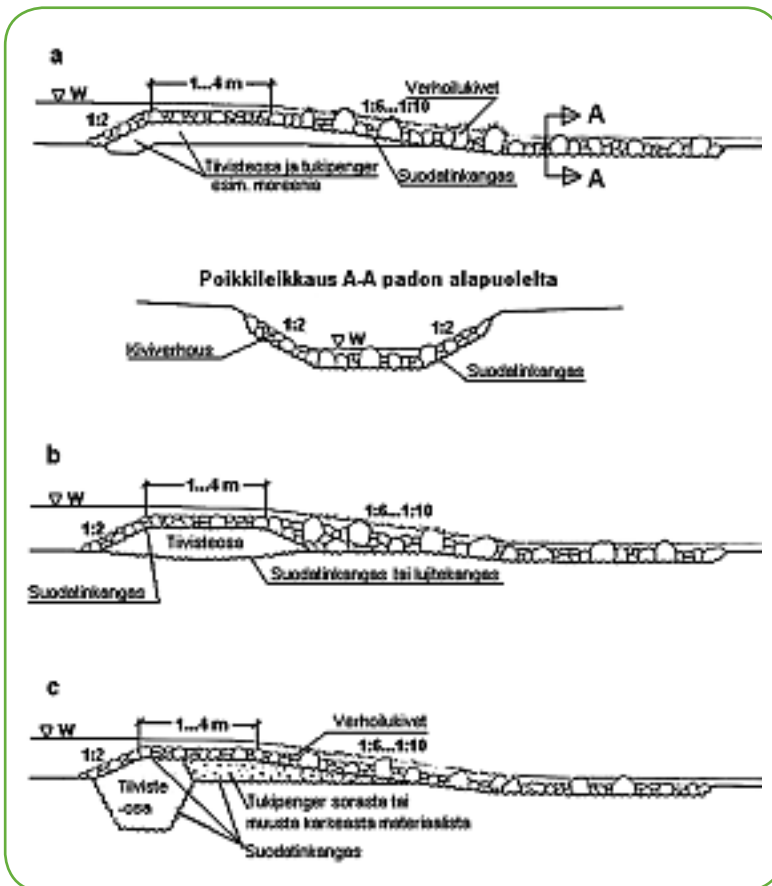 a
1...4 m
W
1:2
1:6...1:10
Verhoilukivet
A
A
Tiivisteosa ja tukipenger
esim. moreenia
Suodatinkangas
Poikkileikkaus A-A padon alapuolelta
1:2
W
1:2
Kiviverhous
Suodatinkangas
b
1...4 m
W
1:2
1:6...1:10
Tiivisteosa
Suodatinkangas tai lujitekangas
Suodatinkangas
c
1...4 m
W
1:2
Verhoilukivet
1:6...1:10
Tiiviste
-osa
Tukipenger sorasta tai
muusta karkeasta materiaalista
Suodatinkangas